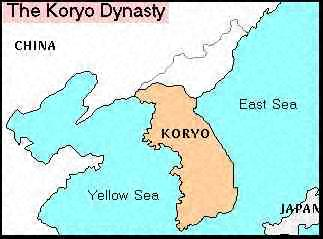 The Koryo Dynasty
CHINA
East Sea
KORYO
Yellow Sea
JAPAN